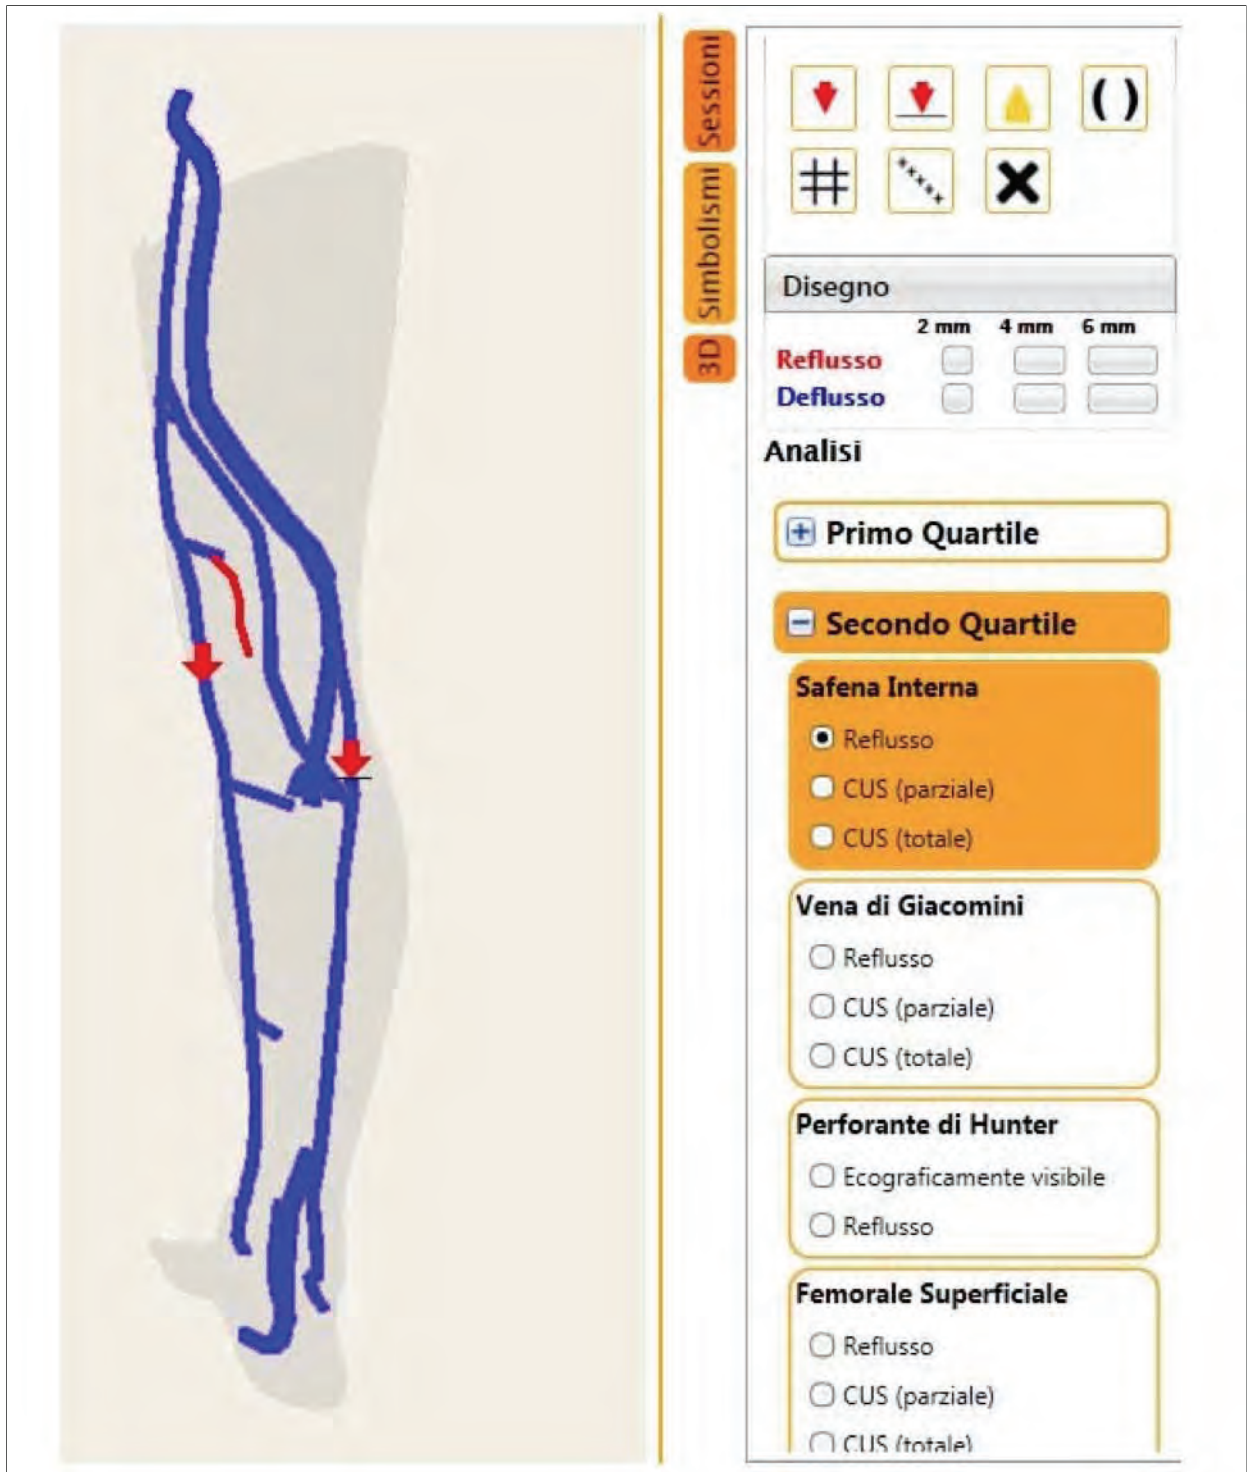 Sessioni
Simbolismi
3D
( )
Disegno
2 mm 4 mm 6 mm
Reflusso
Deflusso
Analisi
Primo Quartile
Secondo Quartile
Safena Interna
Reflusso
CUS (parziale)
CUS (totale)
Vena di Giacomini
Reflusso
CUS (parziale)
CUS (totale)
Perforante di Hunter
Ecograficamente visibile
Reflusso
Femorale Superficiale
Reflusso
CUS (parziale)
CUS (totale)